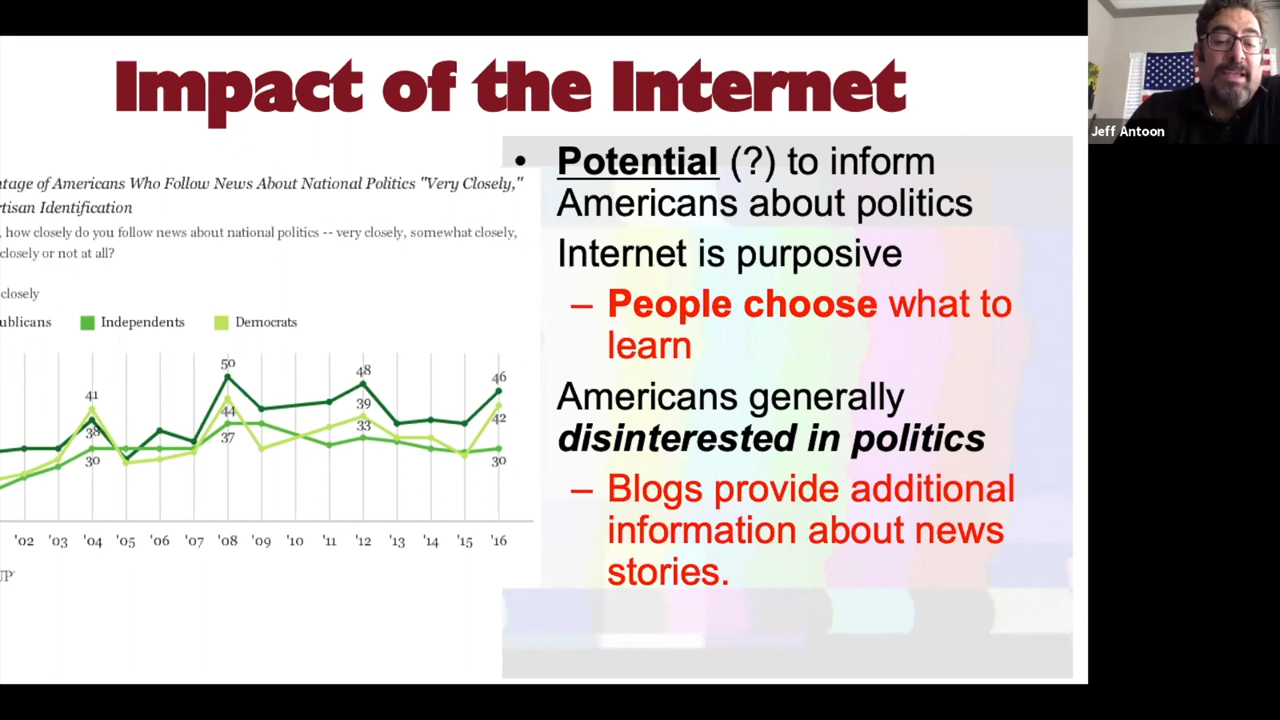 Impact of the Internet
Jeff Antoon
ntage of Americans Who Follow News About National Politics "Very Closely,"
rtisan Identification
, how closely do you follow news about national politics -- very closely, somewhat closely,
closely or not at all?
closely
ublicans Independents Democrats
50
48
46
41
44
39
42
38
37
33
30
30
'02 '03 '04 '05 '06 '07 '08 '09 '10 '11 '12 '13 '14 '15 '16
UP
• Potential (?) to inform
Americans about politics
Internet is purposive
– People choose what to
learn
Americans generally
disinterested in politics
– Blogs provide additional
information about news
stories.